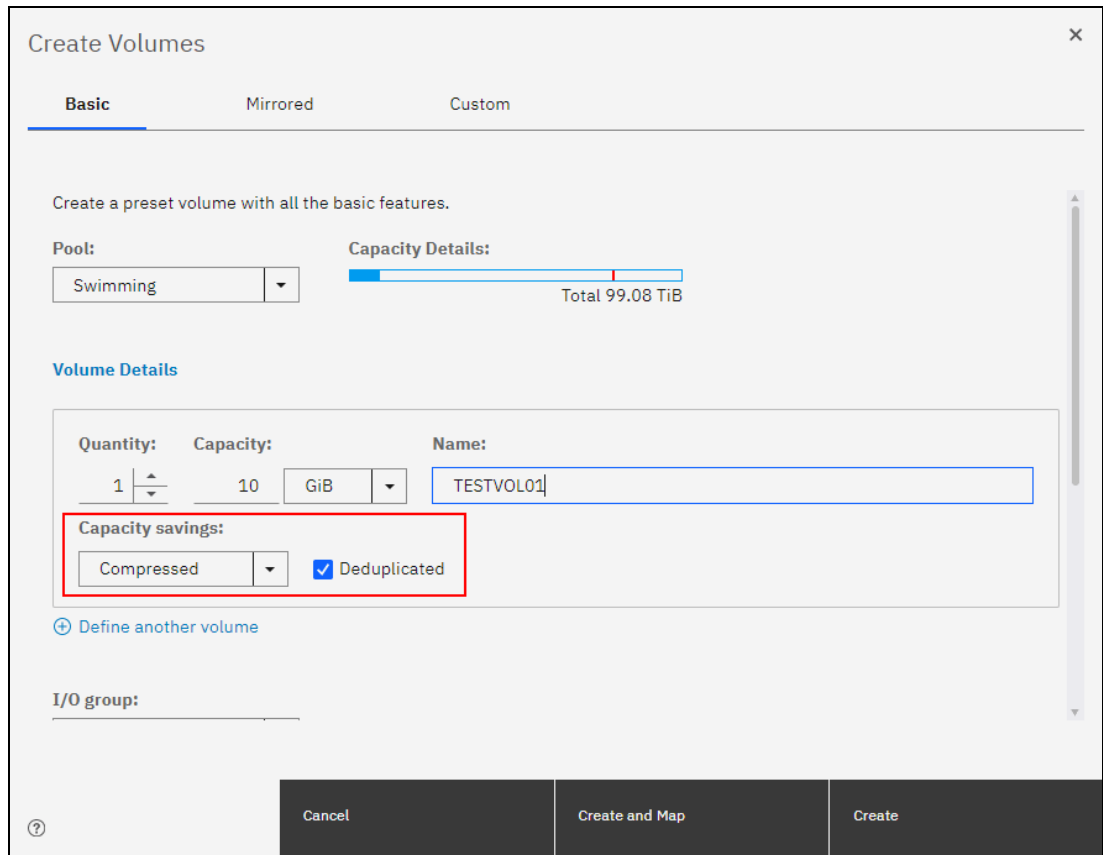 Create Volumes
Basic Mirrored Custom
Create a preset volume with all the basic features.
Pool: Capacity Details:
Swimming
Total 99.08 TiB
Volume Details
Quantity: Capacity: Name:
1 10 GiB TESTVOL01
Capacity savings:
Compressed Deduplicated
Define another volume
I/O group:
Cancel Create and Map Create